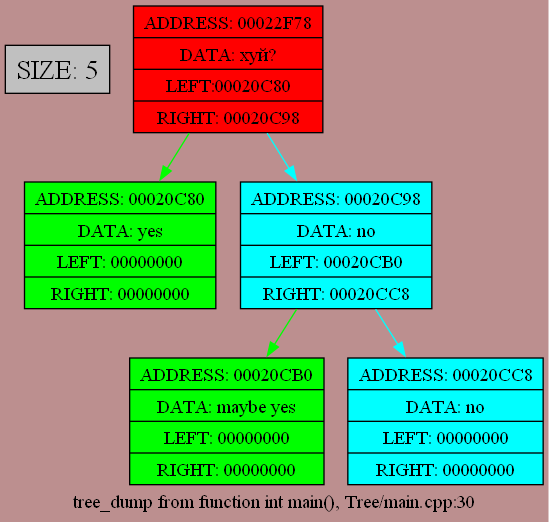 SIZE: 5
ADDRESS: 00022F78
DATA: хуй?
LEFT:00020C80
RIGHT: 00020C98
ADDRESS: 00020C80
DATA: yes
LEFT: 00000000
RIGHT: 00000000
ADDRESS: 00020C98
DATA: no
LEFT: 00020CB0
RIGHT: 00020CC8
ADDRESS: 00020CB0
DATA: maybe yes
LEFT: 00000000
RIGHT: 00000000
ADDRESS: 00020CC8
DATA: no
LEFT: 00000000
RIGHT: 00000000
tree_dump from function int main(), Tree/main.cpp:30